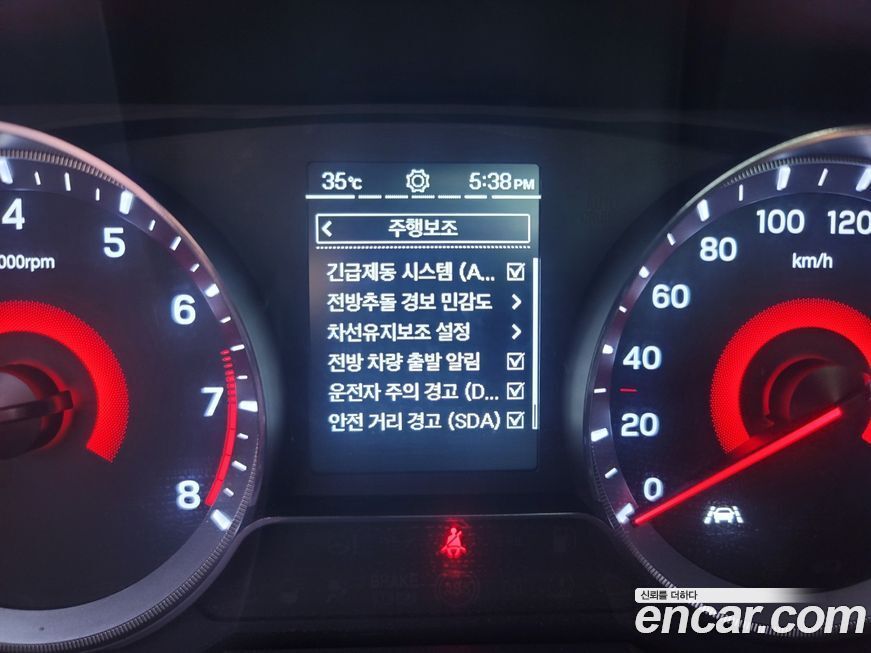 35℃ 5:38PM
주행보조
긴급제동 시스템 (A...
전방추돌 경보 민감도
차선유지보조 설정
전방 차량 출발 알림
운전자 주의 경고 (D...
안전 거리 경고 (SDA)
4
5
6
7
8
000rpm
0
20
40
60
80
100
120
km/h
BRAKE
신뢰를 더하다
encar.com